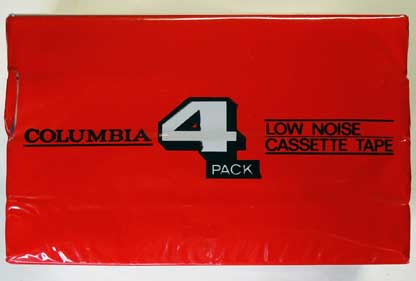 COLUMBIA
4
PACK
LOW NOISE
CASSETTE TAPE